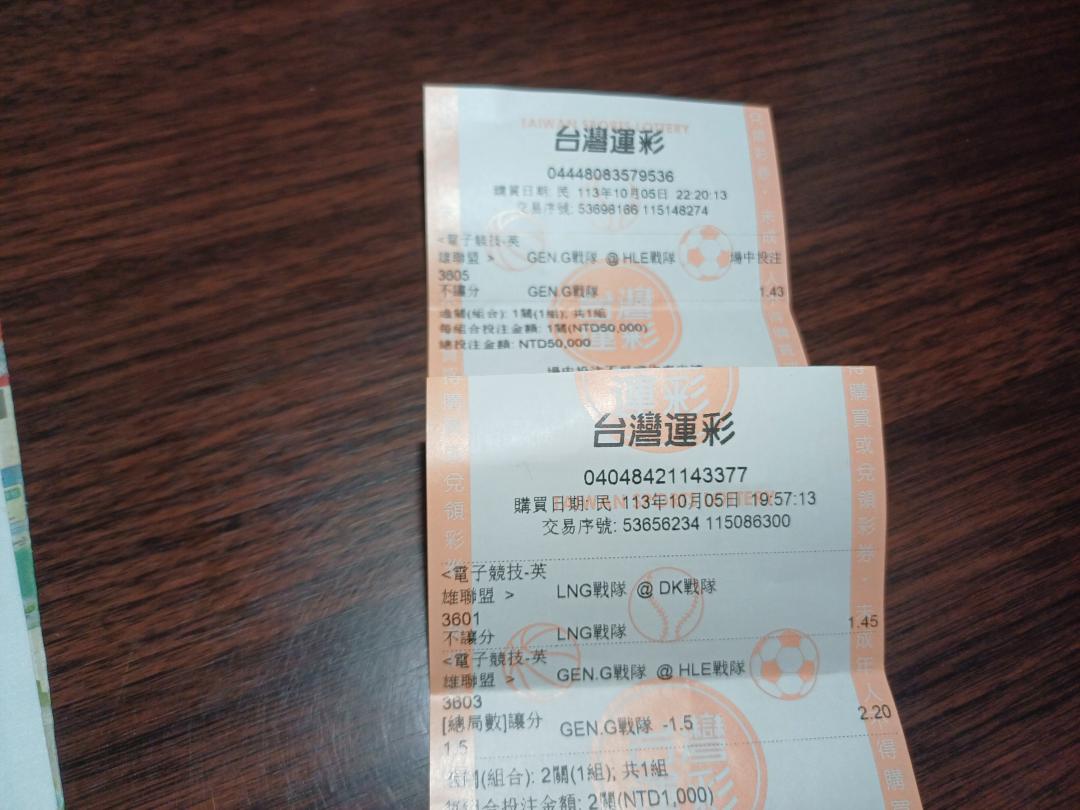 TAIWAN SPORTS LOTTERY
台灣運彩
04448083579536
購買日期: 民 113年10月05日 22:20:13
交易序號: 53698166 115148274
<電子競技-英
雄聯盟 > GEN.G戰隊 @ HLE戰隊 場中投注
3605
不讓分 GEN.G戰隊 1.43
過關(組合): 1關(1組); 共1組
每組合投注金額: 1關(NTD50,000)
總投注金額: NTD50,000
台灣運彩
04048421143377
購買日期: 民 113年10月05日 19:57:13
交易序號: 53656234 115086300
<電子競技-英
雄聯盟 > LNG戰隊 @ DK戰隊
3601
不讓分 LNG戰隊 1.45
<電子競技-英
雄聯盟 > GEN.G戰隊 @ HLE戰隊
3603
[總局數]讓分 GEN.G戰隊 -1.5 2.20
1.5
(組合): 2關(1組); 共1組
每組合投注金額: 2關(NTD1,000)